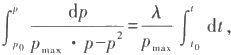 ∫_{p_0}^{p} dp / (p_max · p − p^2) = λ / p_max ∫_{t_0}^{t} dt,